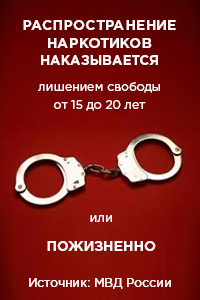 РАСПРОСТРАНЕНИЕ
НАРКОТИКОВ
НАКАЗЫВАЕТСЯ
лишением свободы
от 15 до 20 лет
или
ПОЖИЗНЕННО
Источник: МВД России